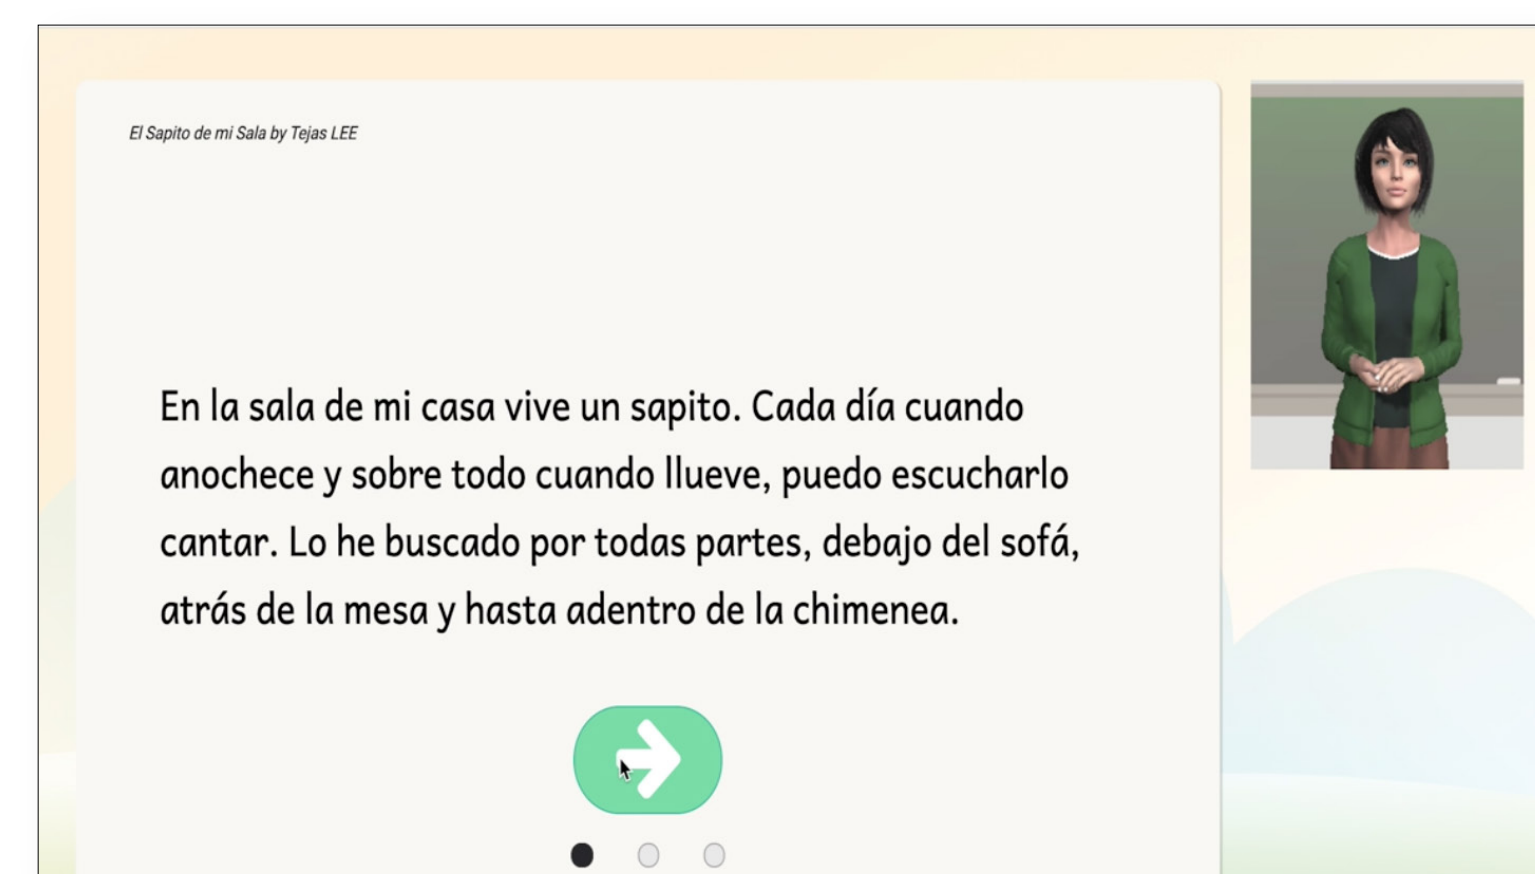 El Sapito de mi Sala by Tejas LEE
En la sala de mi casa vive un sapito. Cada día cuando
anochece y sobre todo cuando llueve, puedo escucharlo
cantar. Lo he buscado por todas partes, debajo del sofá,
atrás de la mesa y hasta adentro de la chimenea.